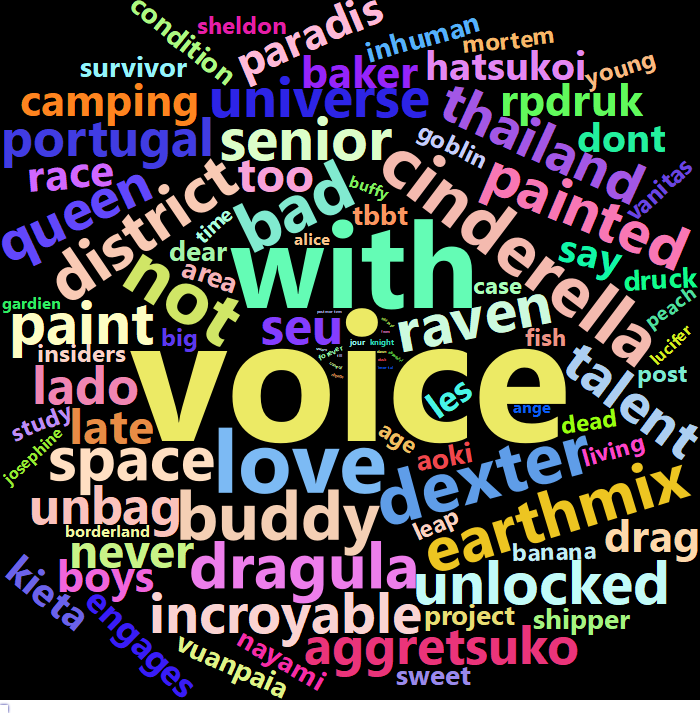 condition
sheldon
paradis
inhuman
mortem
survivor
baker
hatsukoi
young
camping
universe
thailand
rpdruk
portugal
senior
goblin
dont
race
too
cinderella
painted
vanitas
queen
district
bad
buffy
time
tbbt
alice
dear
with
say
not
area
case
druck
peach
gardien
paint
big
seu
raven
fish
lucifer
insiders
jour
knight
voice
talent
post
lado
les
ange
study
late
age
dead
josephine
space
love
aoki
living
dexter
unbag
buddy
leap
earthmix
drag
borderland
never
banana
kieta
boys
dragula
unlocked
engages
incroyable
project
shipper
vuanpaia
nayami
aggretsuko
sweet